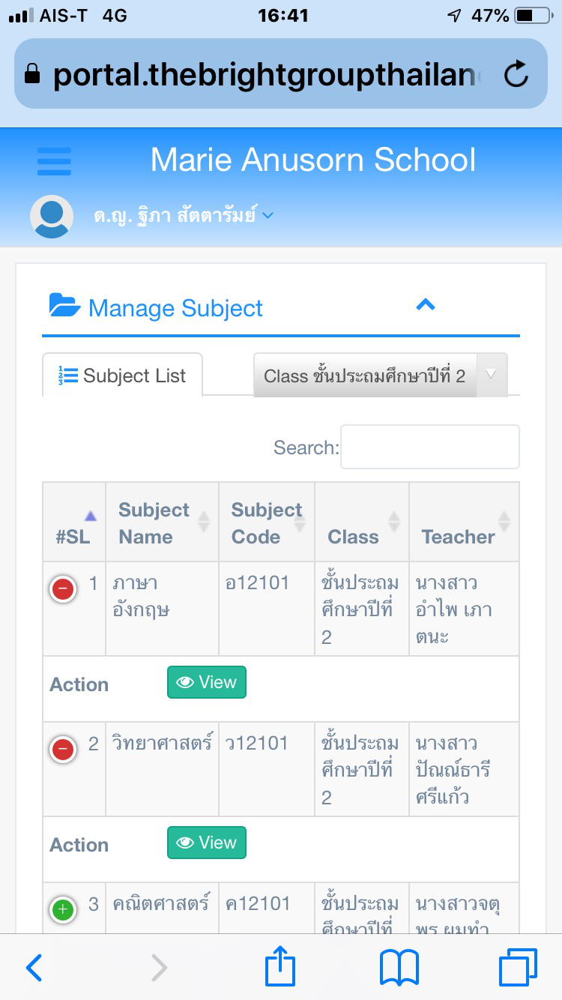 AIS-T 4G 16:41 47%
portal.thebrightgroupthailan
Marie Anusorn School
ด.ญ. ฐิภา สัตตารัมย์
Manage Subject
Subject List
Class ชั้นประถมศึกษาปีที่ 2
Search:
#SL
Subject
Name
Subject
Code
Class
Teacher
1
ภาษา
อังกฤษ
อ12101
ชั้นประถม
ศึกษาปีที่
2
นางสาว
อำไพ เภา
ตนะ
Action
View
2
วิทยาศาสตร์
ว12101
ชั้นประถม
ศึกษาปีที่
2
นางสาว
ปัณณ์ธารี
ศรีแก้ว
Action
View
3
คณิตศาสตร์
ค12101
ชั้นประถม
ศึกษาปีที่
นางสาวจตุ
พร ผมทำ